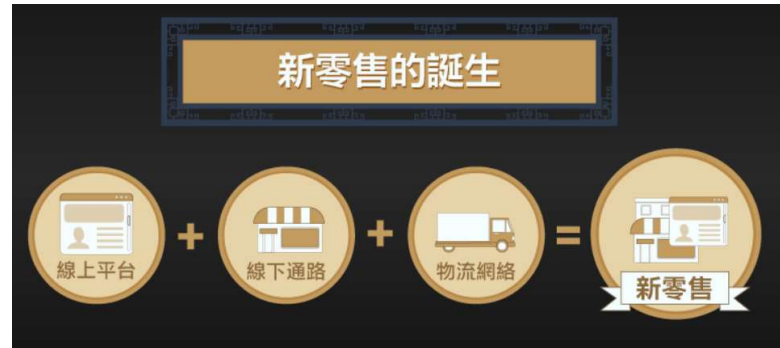 新零售的誕生
線上平台
+
線下通路
+
物流網絡
=
新零售